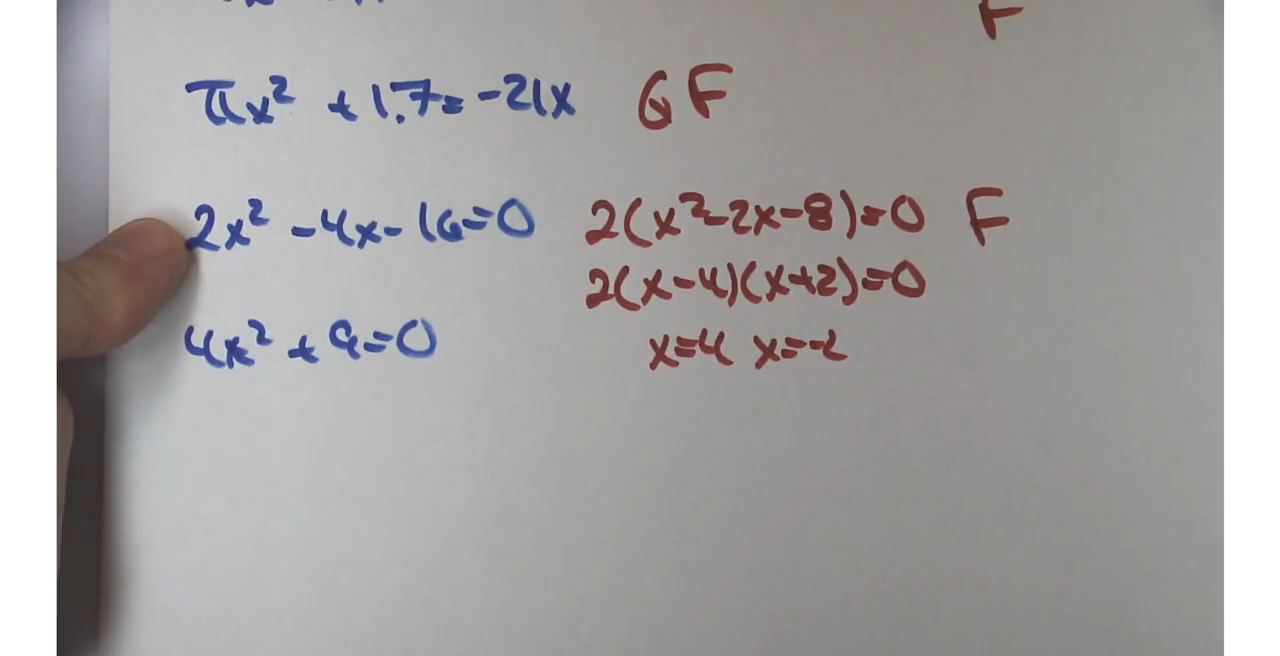 F
πx² + 1.7 = -21x QF
2x² - 4x - 16 = 0 2(x² - 2x - 8) = 0 F
2(x - 4)(x + 2) = 0
4x² + 9 = 0 x = 4 x = -2